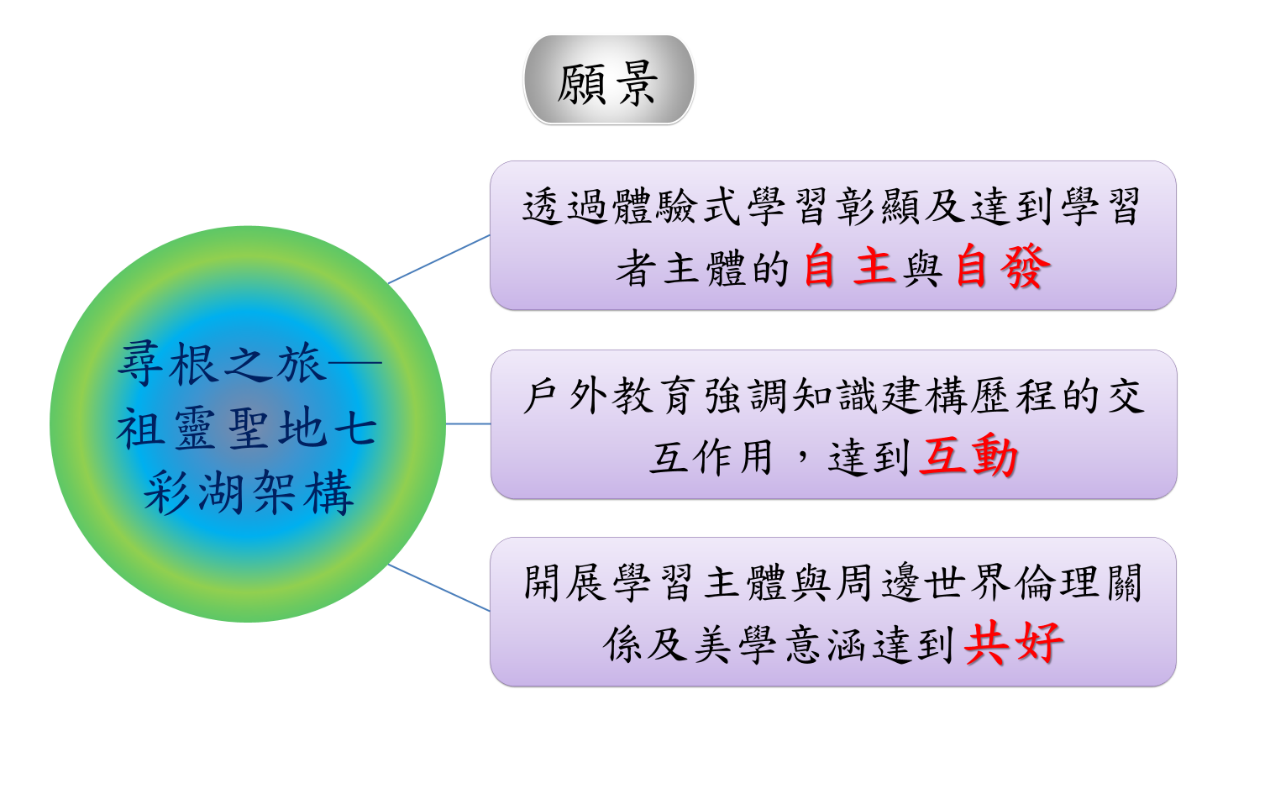 願景
透過體驗式學習彰顯及達到學習
者主體的自主與自發
尋根之旅—
祖靈聖地七
彩湖架構
戶外教育強調知識建構歷程的交
互作用，達到互動
開展學習主體與周邊世界倫理關
係及美學意涵達到共好